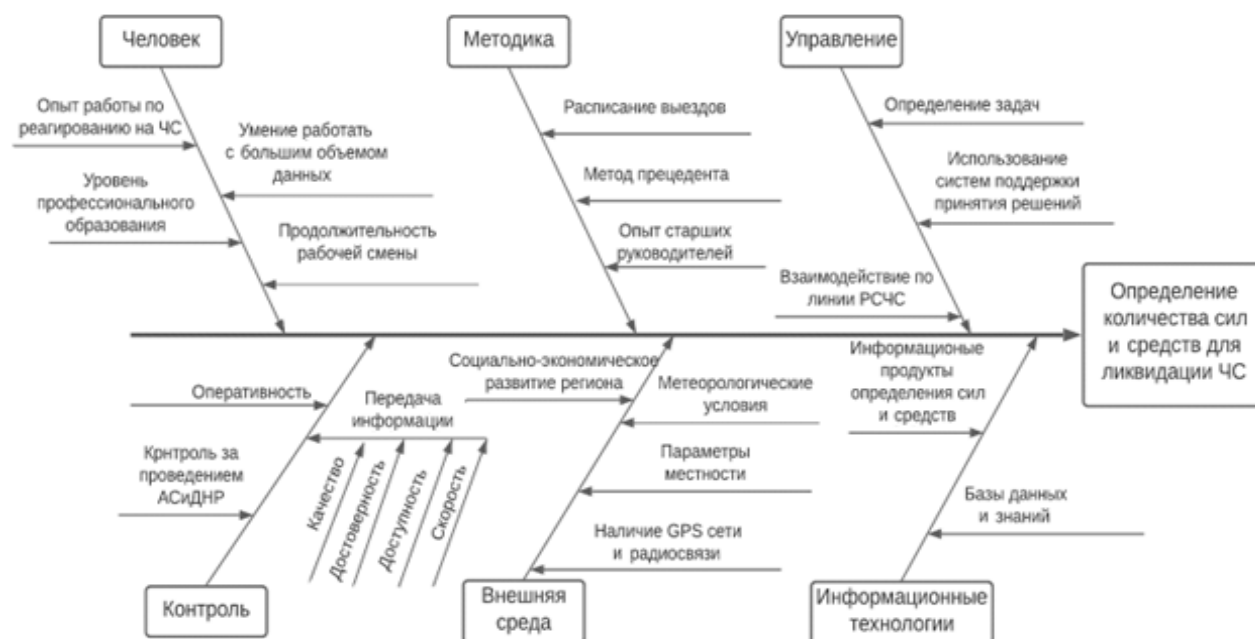 Человек
Методика
Управление
Опыт работы по
реагированию на ЧС
Умение работать
с большим объемом
данных
Уровень
профессионального
образования
Продолжительность
рабочей смены
Расписание выездов
Метод прецедента
Опыт старших
руководителей
Определение задач
Использование
систем поддержки
принятия решений
Взаимодействие по
линии РСЧС
Определение
количества сил
и средств для
ликвидации ЧС
Оперативность
Передача
информации
Крнтроль за
проведением
АСиДНР
Качество
Достоверность
Доступность
Скорость
Социально-экономическое
развитие региона
Метеорологические
условия
Параметры
местности
Наличие GPS сети
и радиосвязи
Информационые
продукты
определения сил
и средств
Базы данных
и знаний
Контроль
Внешняя
среда
Информационные
технологии